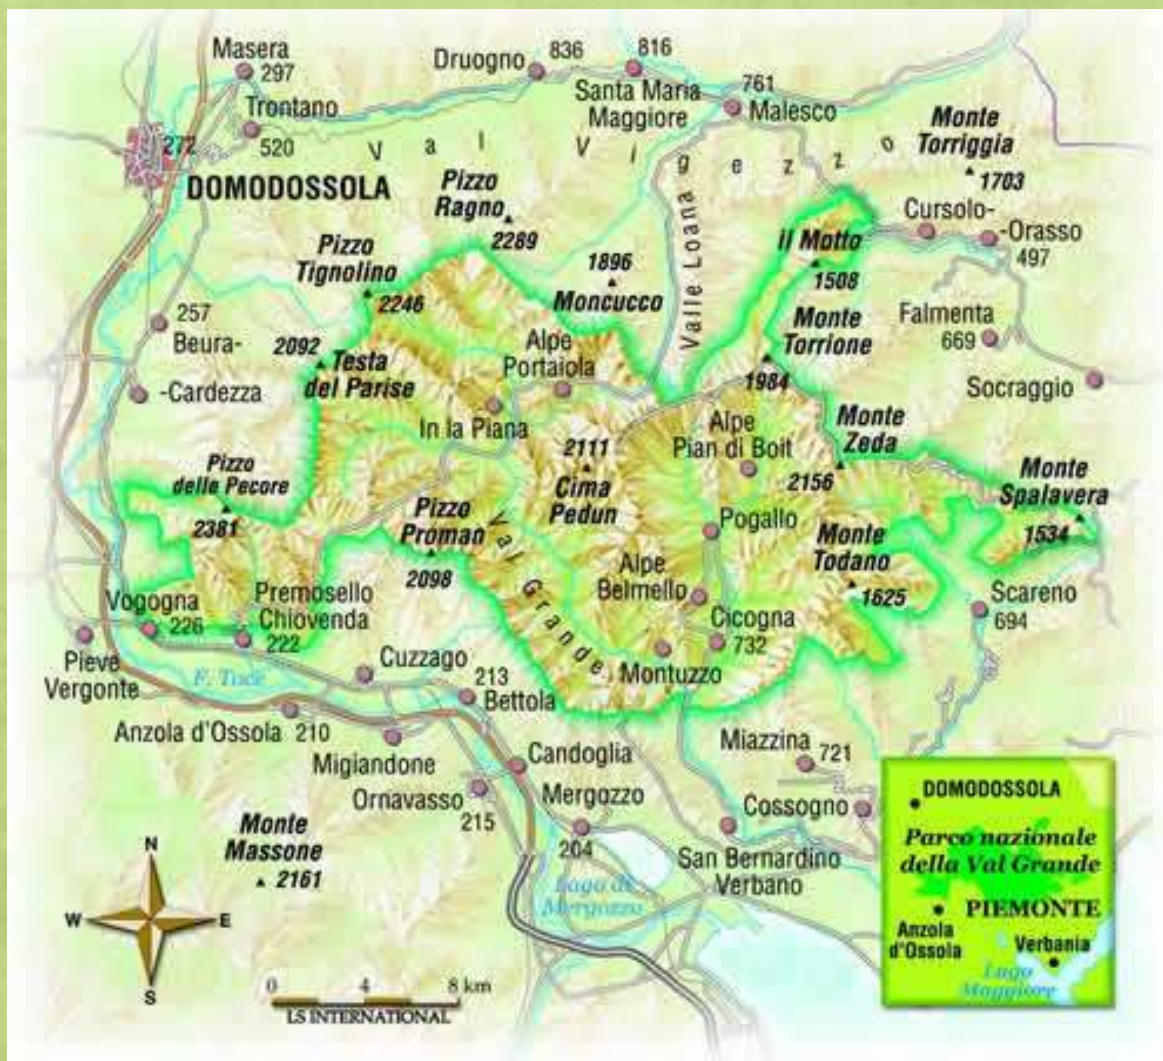 Masera
297
Druogno
836
816
Santa Maria
Maggiore
761
Malesco
Trontano
520
272
DOMODOSSOLA
Val Vigezzo
Monte
Torriggia
1703
Pizzo
Ragno
2289
Cursolo-
-Orasso
497
Pizzo
Tignolino
2246
1896
Moncucco
Valle Loana
il Motto
1508
257
Beura-
-Cardezza
2092
Testa
del Parise
Alpe
Portaiola
Monte
Torrione
1984
Falmenta
669
Socraggio
In la Piana
2111
Cima
Pedun
Alpe
Pian di Boit
Monte
Zeda
2156
Pizzo
delle Pecore
2381
Monte
Spalavera
1534
Pizzo
Proman
2098
Val Grande
Pogallo
Monte
Todano
1625
Alpe
Belmello
Cicogna
732
Scareno
694
Vogogna
226
Premosello
Chiovenda
222
Pieve
Vergonte
F. Toce
Cuzzago
213
Bettola
Montuzzo
Anzola d'Ossola 210
Migiandone
Candoglia
Miazzina
721
Ornavasso
215
Mergozzo
204
Cossogno
San Bernardino
Verbano
Lago di
Mergozzo
Monte
Massone
2161
N
W
E
S
0 4 8 km
LS INTERNATIONAL
DOMODOSSOLA
Parco nazionale
della Val Grande
PIEMONTE
Anzola
d'Ossola
Verbania
Lago
Maggiore